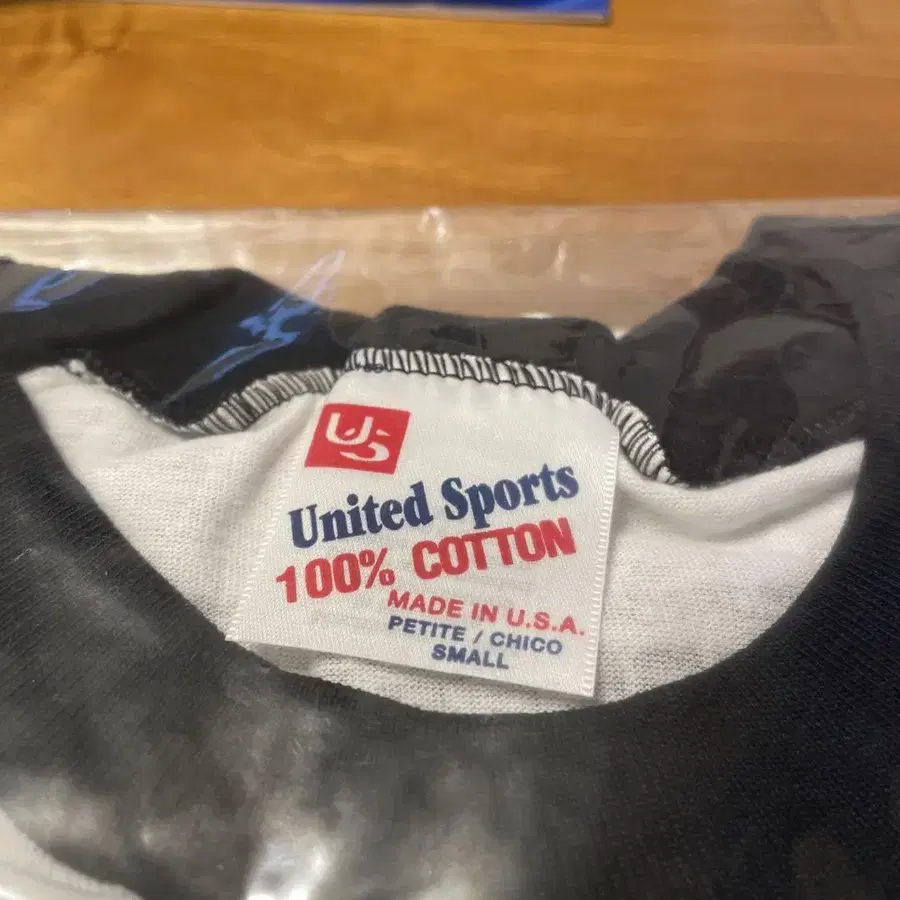 US
United Sports
100% COTTON
MADE IN U.S.A.
PETITE / CHICO
SMALL